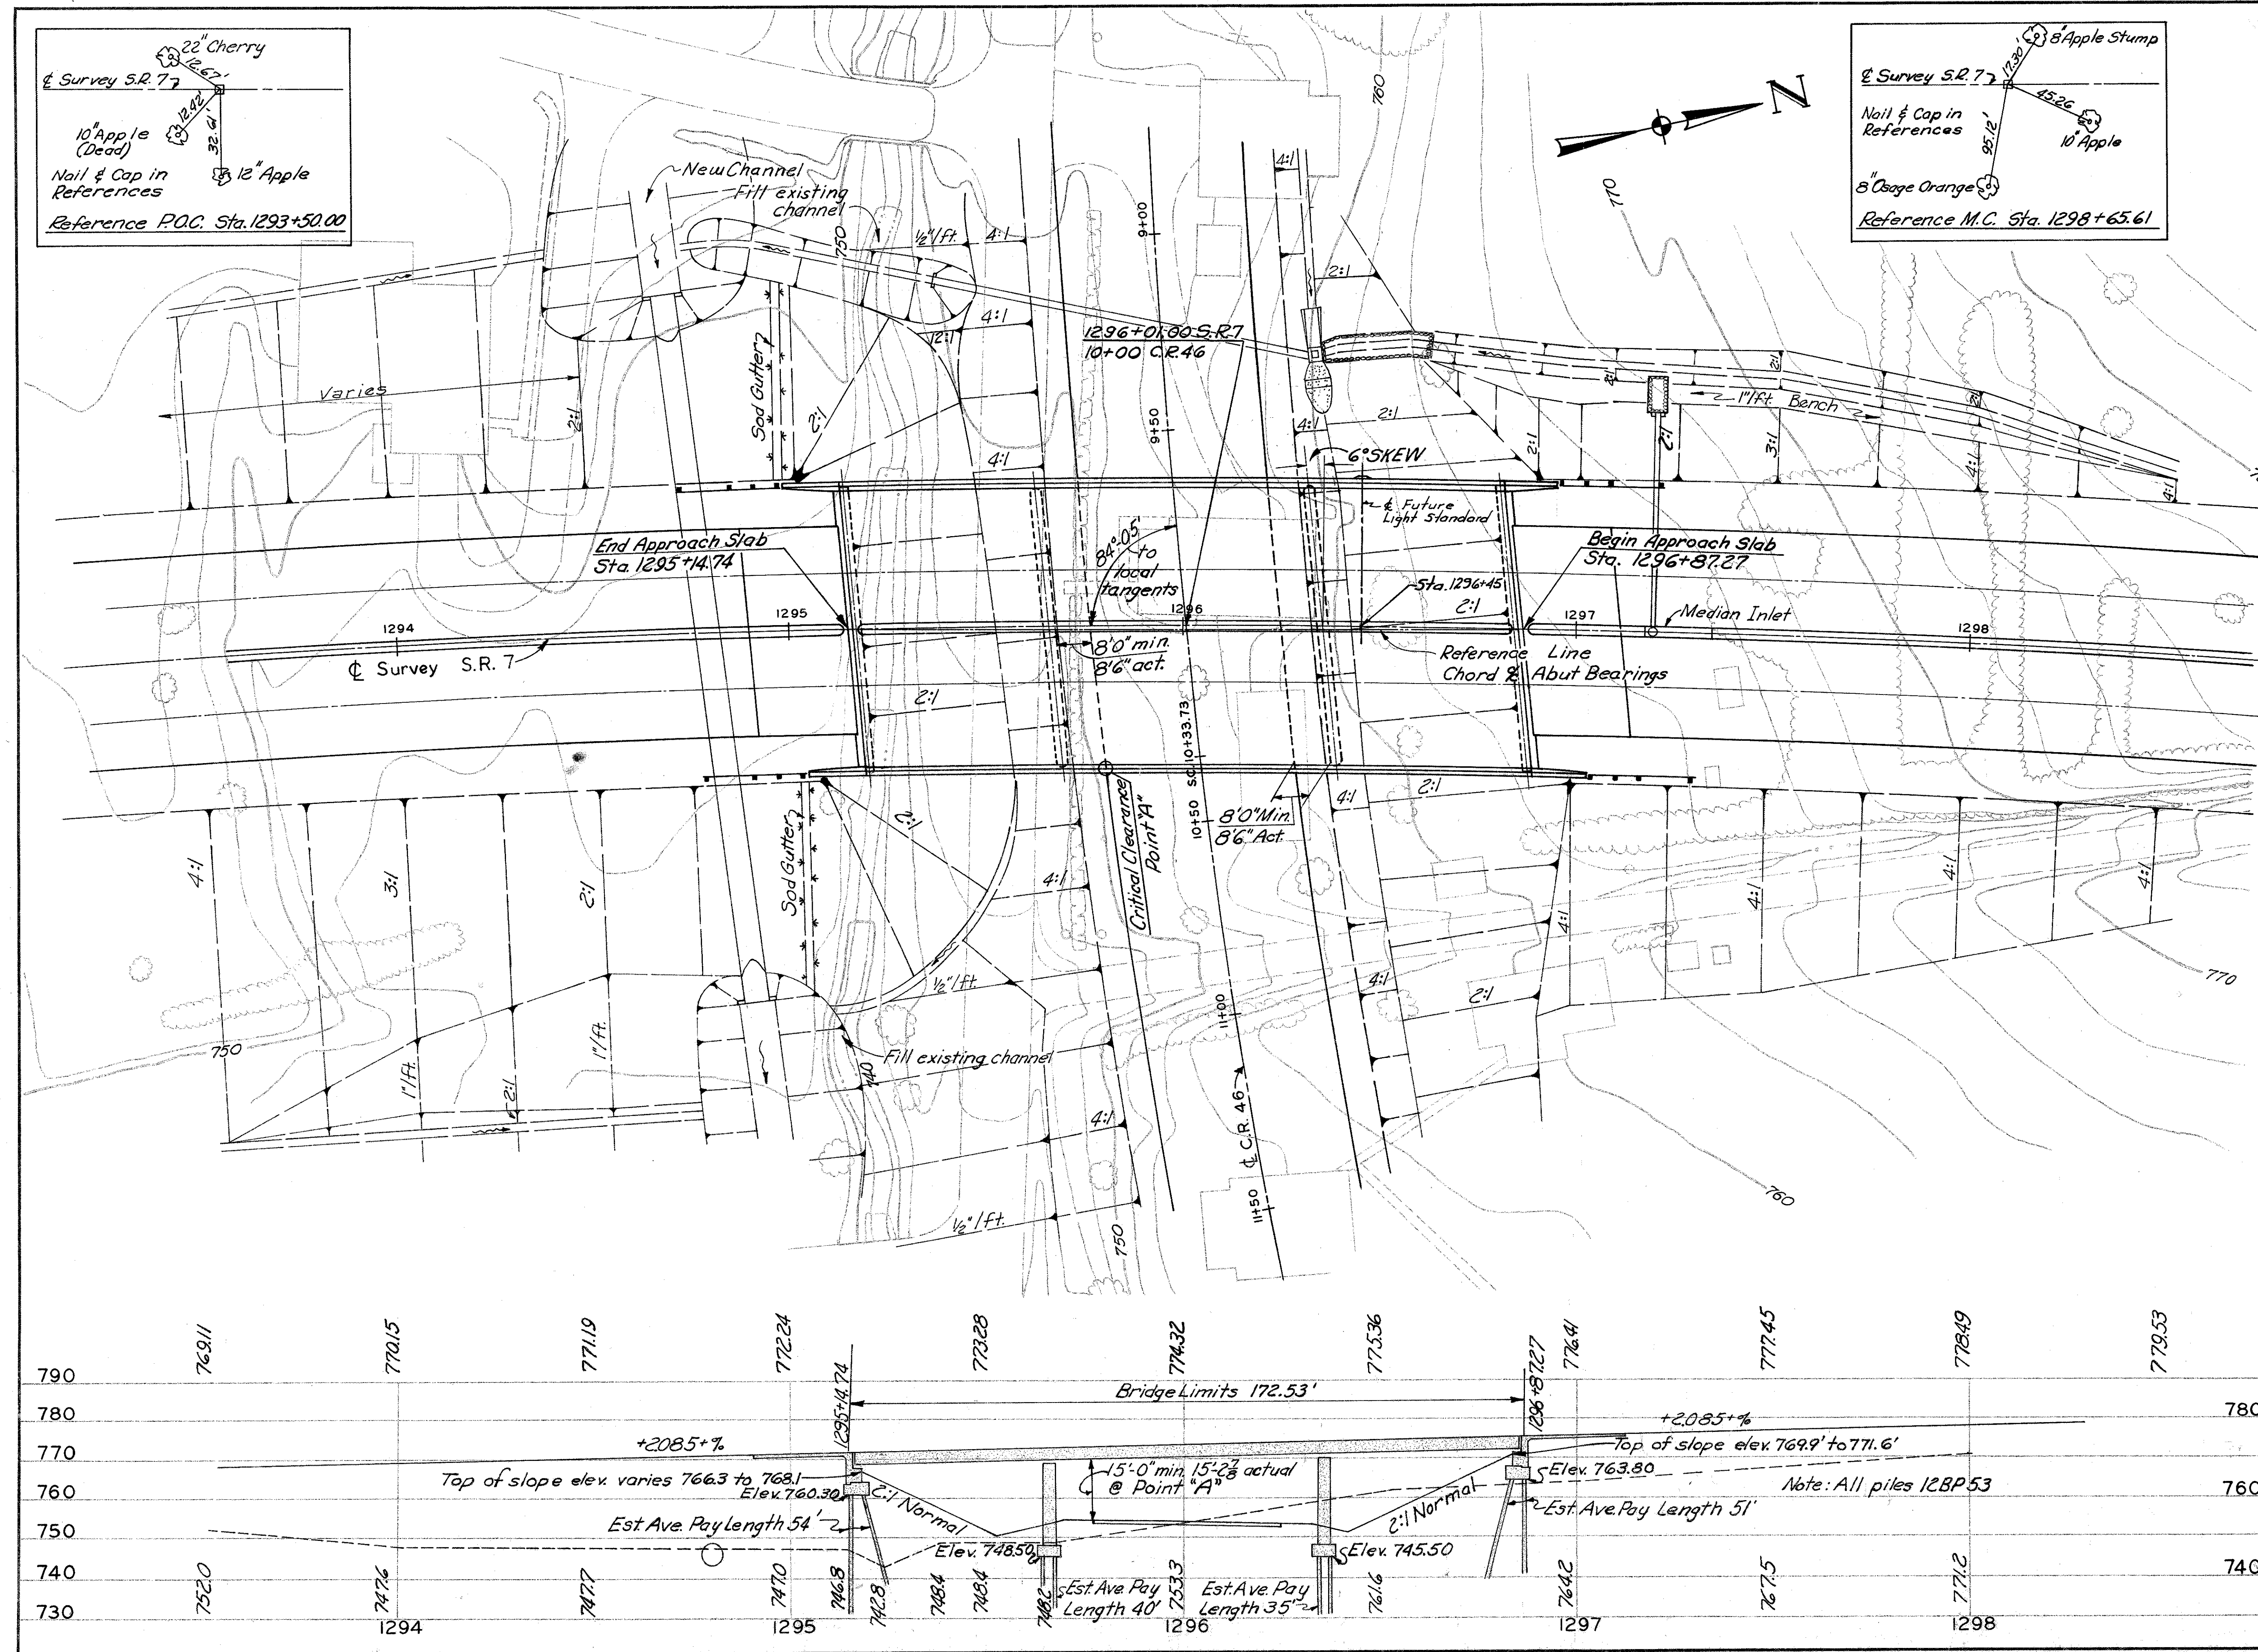 22" Cherry
12.67'
℄ Survey S.R. 7
12.92'
10" Apple
(Dead)
32.61'
12" Apple
Nail & Cap in
References
Reference P.O.C. Sta. 1293+50.00
8" Apple Stump
17.30'
℄ Survey S.R. 7
45.26
Nail & Cap in
References
95.12'
10" Apple
8" Osage Orange
Reference M.C. Sta. 1298+65.61
N
760
770
New Channel
Fill existing
channel
750
1/2"/ft.
4:1
9+00
4:1
2:1
4:1
2:1
1296+01.00 S.R.7
10+00 C.R.46
Varies
2:1
Sod Gutter
2:1
9+50
4:1
2:1
2:1
2:1
2:1
1"/ft. Bench
2:1
3:1
4:1
4:1
4:1
6° SKEW
2:1
℄ Future
Light Standard
End Approach Slab
Sta. 1295+14.74
84°-05'
to
local
tangents
Begin Approach Slab
Sta. 1296+87.27
Sta. 1296+45
2:1
1294
1295
1296
1297
Median Inlet
1298
℄ Survey S.R. 7
8'0" min.
8'6" act.
Reference Line
Chord ℄ Abut Bearings
2:1
S.C. 10+33.73
10+50
8'0" Min
8'6" Act.
4:1
2:1
Critical Clearance
Point "A"
4:1
3:1
2:1
Sod Gutter
2:1
4:1
4:1
4:1
4:1
4:1
1/2"/ft.
11+00
4:1
2:1
770
750
1"/ft.
1"/ft.
2:1
Fill existing channel
740
4:1
℄ C.R. 46
11+50
1/2"/ft.
750
760
769.11
770.15
771.19
772.24
773.28
774.32
775.36
776.41
777.45
778.49
779.53
790
1295+14.74
Bridge Limits 172.53'
1296+87.27
780
+2.085+%
+2.085+%
780
770
Top of slope elev. varies 766.3 to 768.1
15'-0" min. 15'-2 7/8 actual
@ Point "A"
Top of slope elev. 769.9' to 771.6'
760
Elev. 760.30
2:1 Normal
2:1 Normal
Elev. 763.80
Note: All piles 12BP53
760
Est. Ave. Pay Length 54'
Est. Ave. Pay Length 51'
750
Elev. 748.50
Elev. 745.50
740
740
752.0
747.6
747.7
747.0
746.8
742.8
748.4
748.4
748.2
753.3
761.6
764.2
767.5
771.2
Est. Ave. Pay
Length 40'
Est. Ave. Pay
Length 35'
730
1294
1295
1296
1297
1298